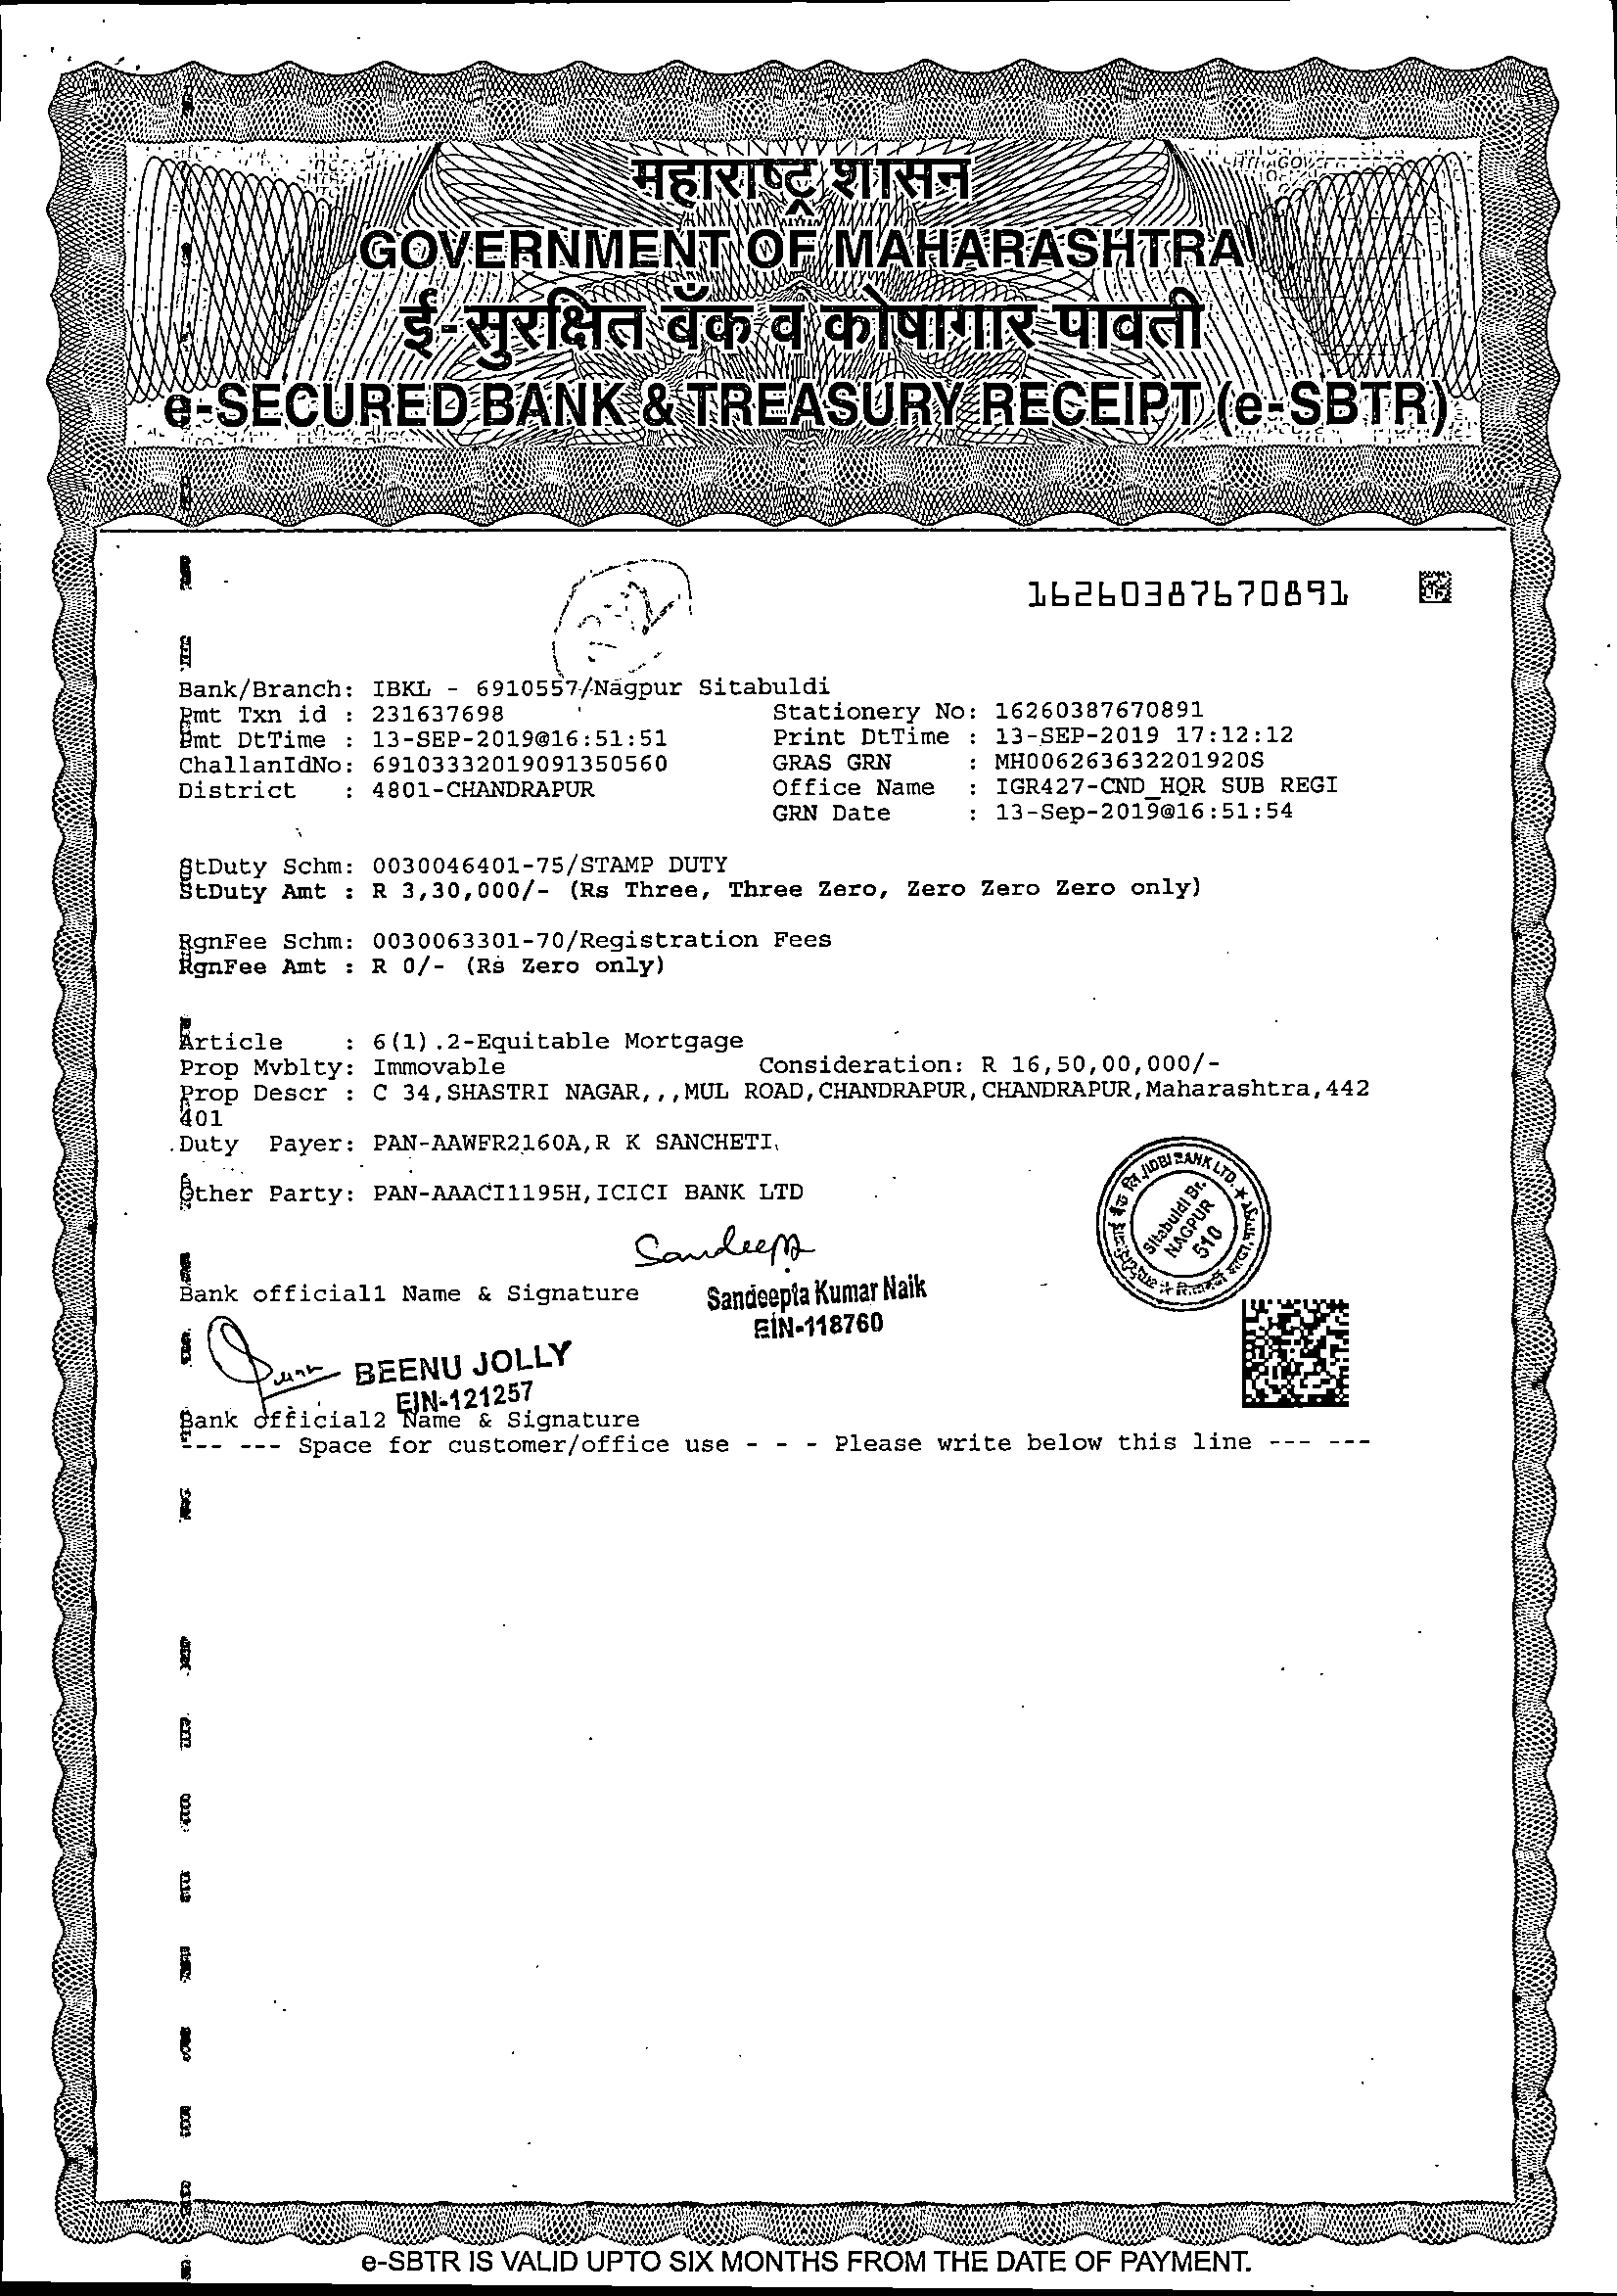 महाराष्ट्र शासन
GOVERNMENT OF MAHARASHTRA
ई-सुरक्षित बँक व कोषागार पावती
e-SECURED BANK & TREASURY RECEIPT (e-SBTR)
16260387670891
Bank/Branch: IBKL - 6910557/Nagpur Sitabuldi
Pmt Txn id : 231637698 Stationery No: 16260387670891
Pmt DtTime : 13-SEP-2019@16:51:51 Print DtTime : 13-SEP-2019 17:12:12
ChallanIdNo: 69103332019091350560 GRAS GRN : MH006263632201920S
District : 4801-CHANDRAPUR Office Name : IGR427-CND_HQR SUB REGI
GRN Date : 13-Sep-2019@16:51:54
StDuty Schm: 0030046401-75/STAMP DUTY
StDuty Amt : R 3,30,000/- (Rs Three, Three Zero, Zero Zero Zero only)
RgnFee Schm: 0030063301-70/Registration Fees
RgnFee Amt : R 0/- (Rs Zero only)
Article : 6(1).2-Equitable Mortgage
Prop Mvblty: Immovable Consideration: R 16,50,00,000/-
Prop Descr : C 34,SHASTRI NAGAR,,,MUL ROAD,CHANDRAPUR,CHANDRAPUR,Maharashtra,442
401
Duty Payer: PAN-AAWFR2160A,R K SANCHETI
Other Party: PAN-AAACI1195H,ICICI BANK LTD
IDBI BANK LTD.
Sitabuldi Br.
NAGPUR
510
Sandeepta
Bank official1 Name & Signature Sandeepta Kumar Naik
EIN-118760
BEENU JOLLY
EIN-121257
Bank official2 Name & Signature
--- --- Space for customer/office use - - - Please write below this line --- ---
e-SBTR IS VALID UPTO SIX MONTHS FROM THE DATE OF PAYMENT.